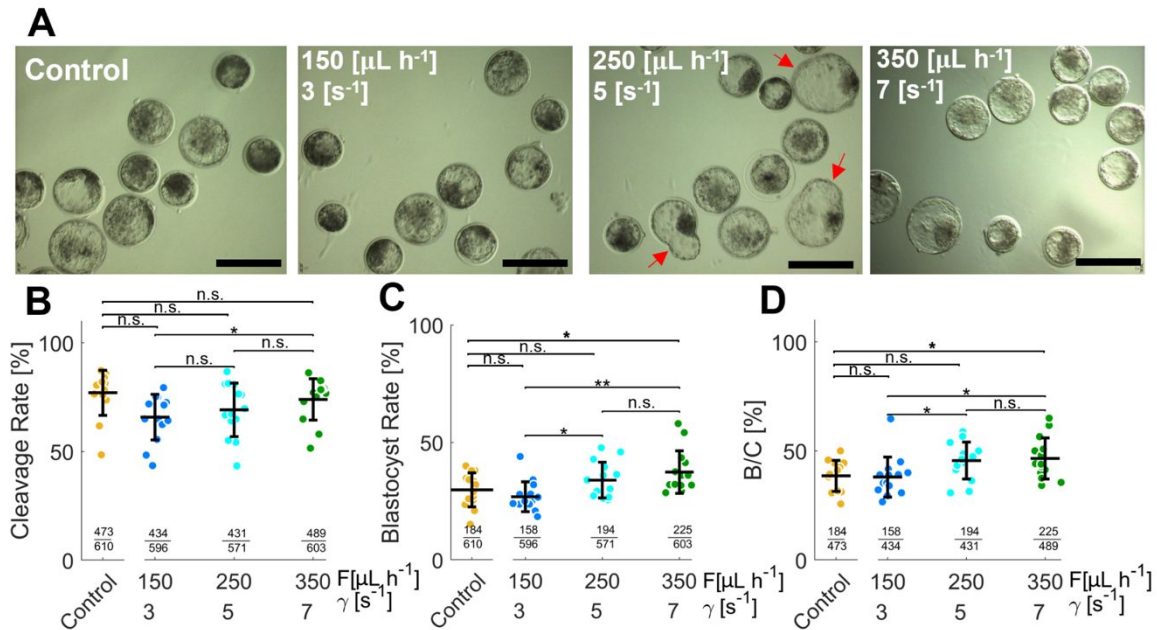 A
Control
150 [μL h-1]
3 [s-1]
250 [μL h-1]
5 [s-1]
350 [μL h-1]
7 [s-1]
B
Cleavage Rate [%]
100
50
0
n.s.
n.s.
n.s.
*
n.s.
n.s.
473
610
434
596
431
571
489
603
Control
150
250
350
F[μL h-1]
3
5
7
γ [s-1]
C
Blastocyst Rate [%]
100
50
0
*
n.s.
n.s.
**
n.s.
*
184
610
158
596
194
571
225
603
Control
150
250
350
F[μL h-1]
3
5
7
γ [s-1]
D
B/C [%]
100
50
0
*
n.s.
n.s.
*
*
n.s.
184
473
158
434
194
431
225
489
Control
150
250
350
F[μL h-1]
3
5
7
γ [s-1]